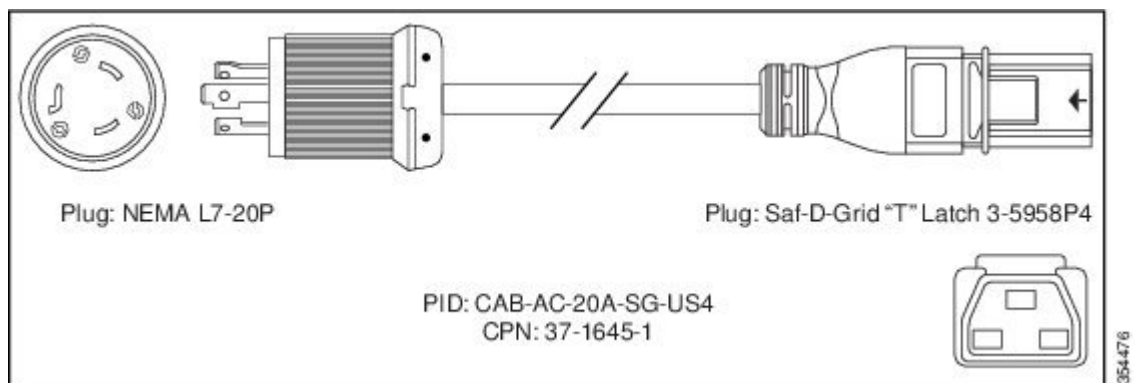 Plug: NEMA L7-20P
Plug: Saf-D-Grid “T” Latch 3-5958P4
PID: CAB-AC-20A-SG-US4
CPN: 37-1645-1
354476